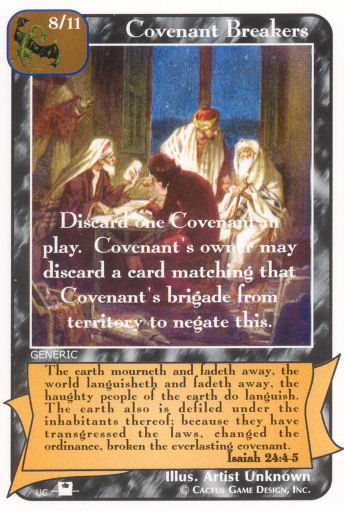 8/11
Covenant Breakers
Discard one Covenant in
play. Covenant's owner may
discard a card matching that
Covenant's brigade from
territory to negate this.
GENERIC
The earth mourneth and fadeth away, the
world languisheth and fadeth away, the
haughty people of the earth do languish.
The earth also is defiled under the
inhabitants thereof; because they have
transgressed the laws, changed the
ordinance, broken the everlasting covenant.
Isaiah 24:4-5
Illus. Artist Unknown
UC
© Cactus Game Design, Inc.